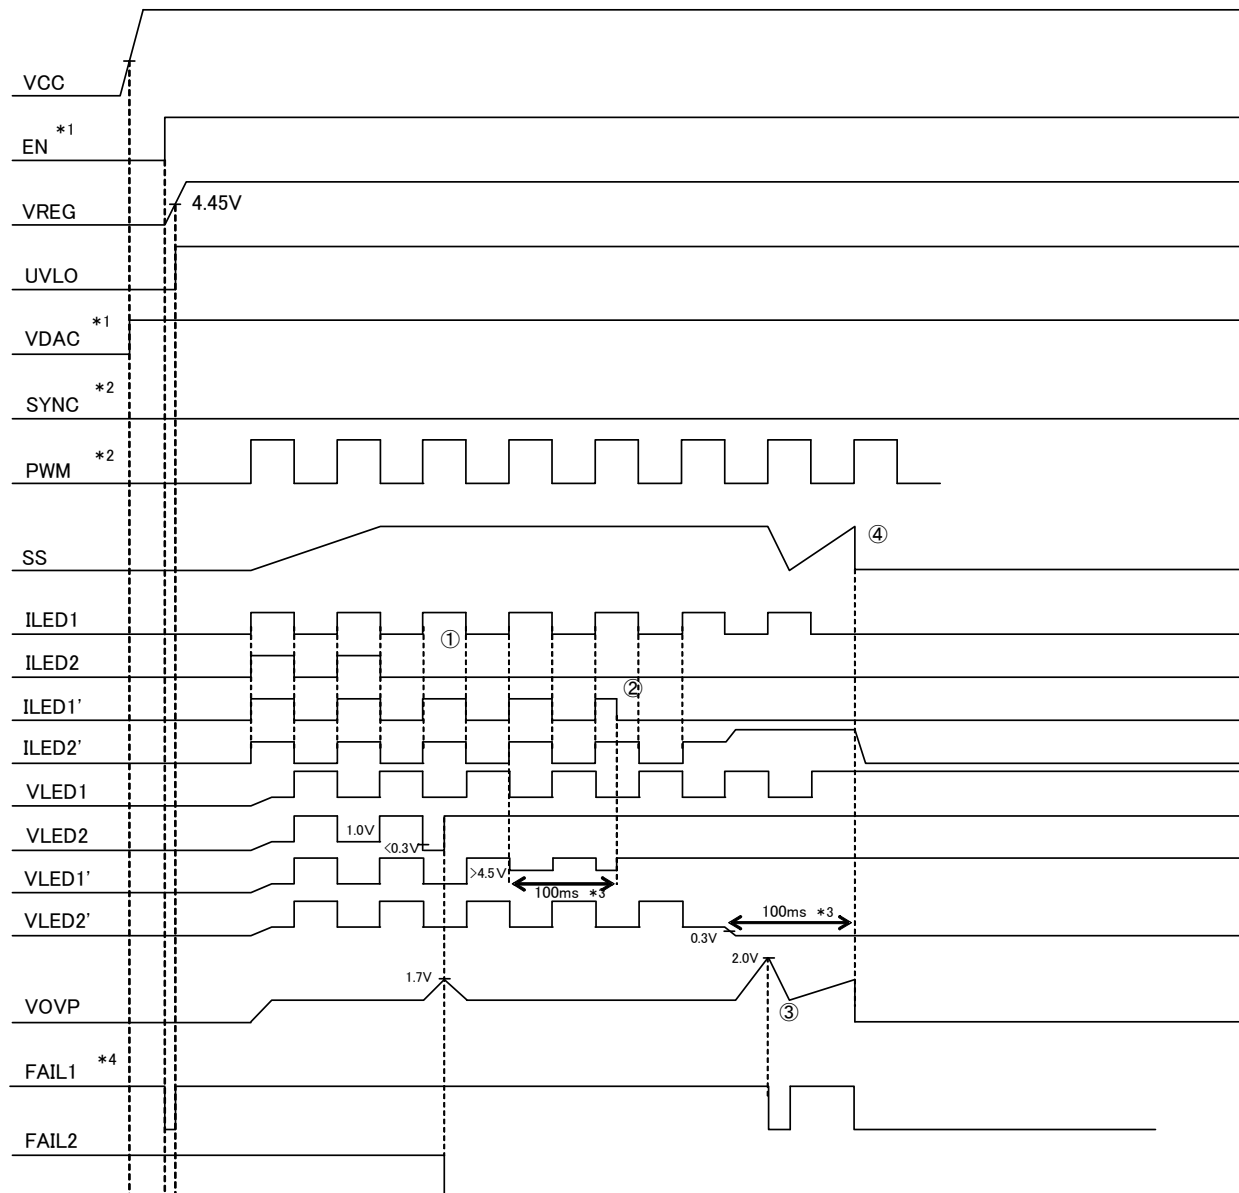 VCC
EN *1
VREG 4.45V
UVLO
VDAC *1
SYNC *2
PWM *2
SS ④
ILED1 ①
ILED2
ILED1' ②
ILED2'
VLED1
VLED2 1.0V <0.3V
VLED1' >4.5V 100ms *3
VLED2' 0.3V 100ms *3
1.7V 2.0V
VOVP ③
FAIL1 *4
FAIL2